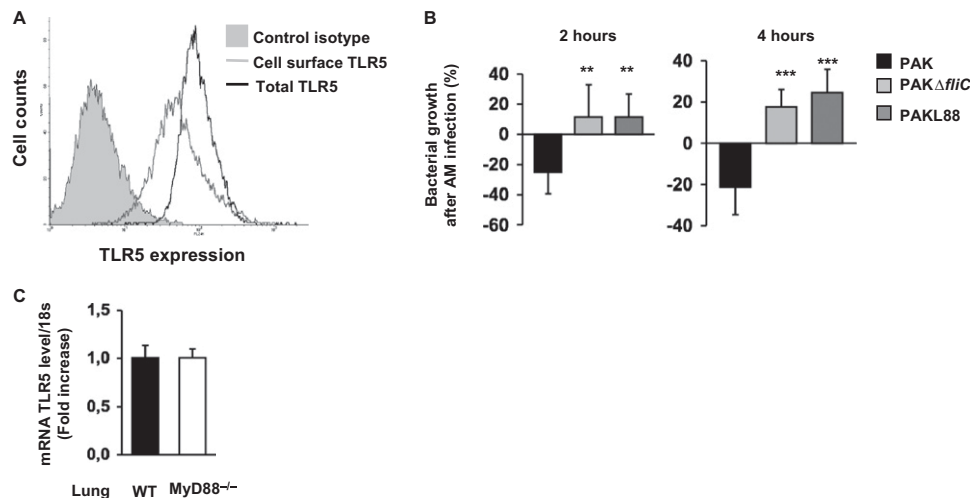 A
Control isotype
Cell surface TLR5
Total TLR5
Cell counts
TLR5 expression
B
2 hours
4 hours
Bacterial growth
after AM infection (%)
40
20
0
-20
-40
-60
** **
40
20
0
-20
-40
*** ***
PAK
PAKΔfliC
PAKL88
C
mRNA TLR5 level/18s
(Fold increase)
1,5
1,0
0,5
0,0
Lung WT MyD88–/–